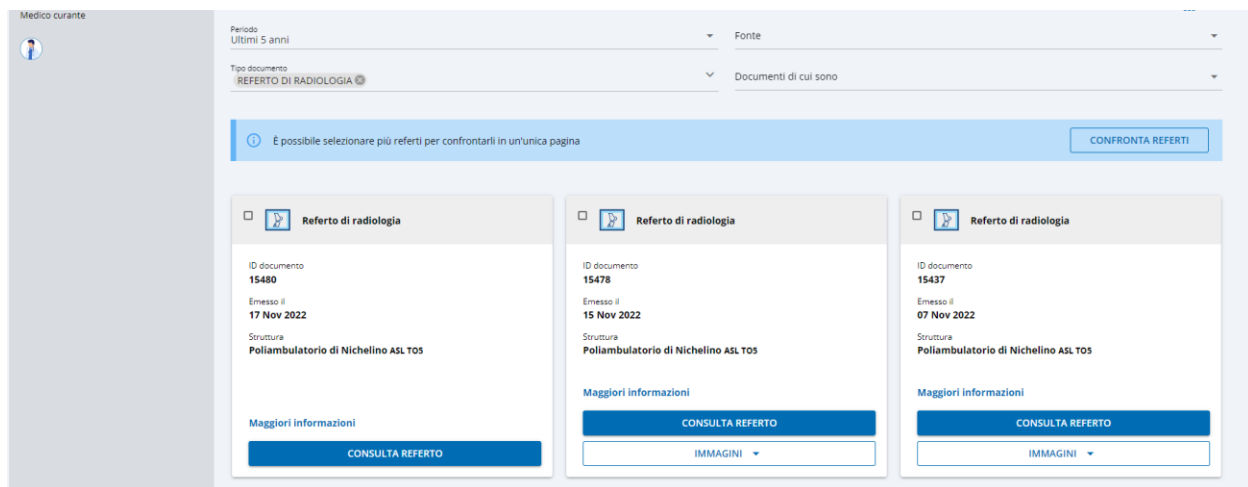 Medico curante
Periodo
Ultimi 5 anni
Fonte
Tipo documento
REFERTO DI RADIOLOGIA
Documenti di cui sono
È possibile selezionare più referti per confrontarli in un'unica pagina
CONFRONTA REFERTI
Referto di radiologia
ID documento
15480
Emesso il
17 Nov 2022
Struttura
Poliambulatorio di Nichelino ASL TO5
Maggiori informazioni
CONSULTA REFERTO
Referto di radiologia
ID documento
15478
Emesso il
15 Nov 2022
Struttura
Poliambulatorio di Nichelino ASL TO5
Maggiori informazioni
CONSULTA REFERTO
IMMAGINI
Referto di radiologia
ID documento
15437
Emesso il
07 Nov 2022
Struttura
Poliambulatorio di Nichelino ASL TO5
Maggiori informazioni
CONSULTA REFERTO
IMMAGINI